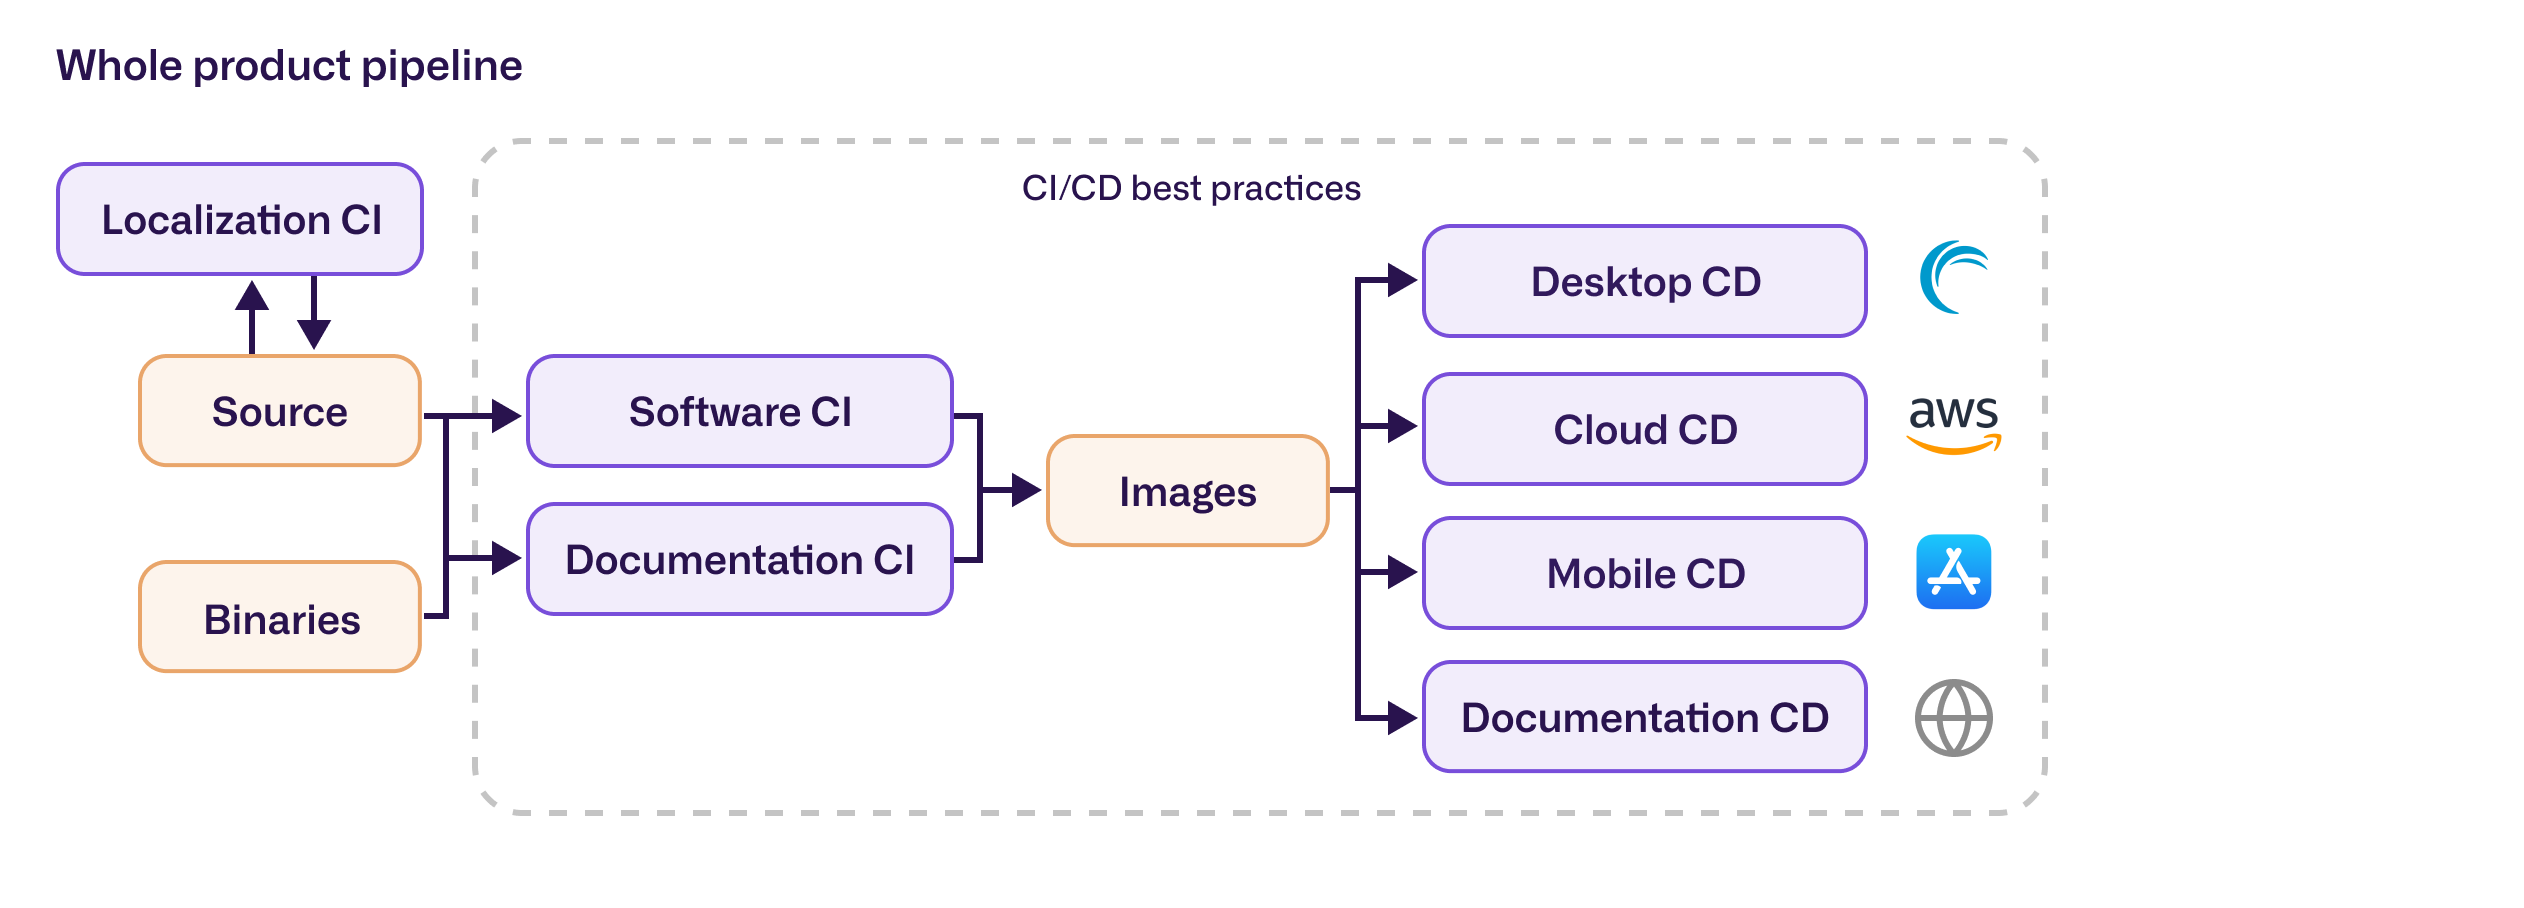 Whole product pipeline
CI/CD best practices
Localization CI
Source
Binaries
Software CI
Documentation CI
Images
Desktop CD
Cloud CD
aws
Mobile CD
Documentation CD